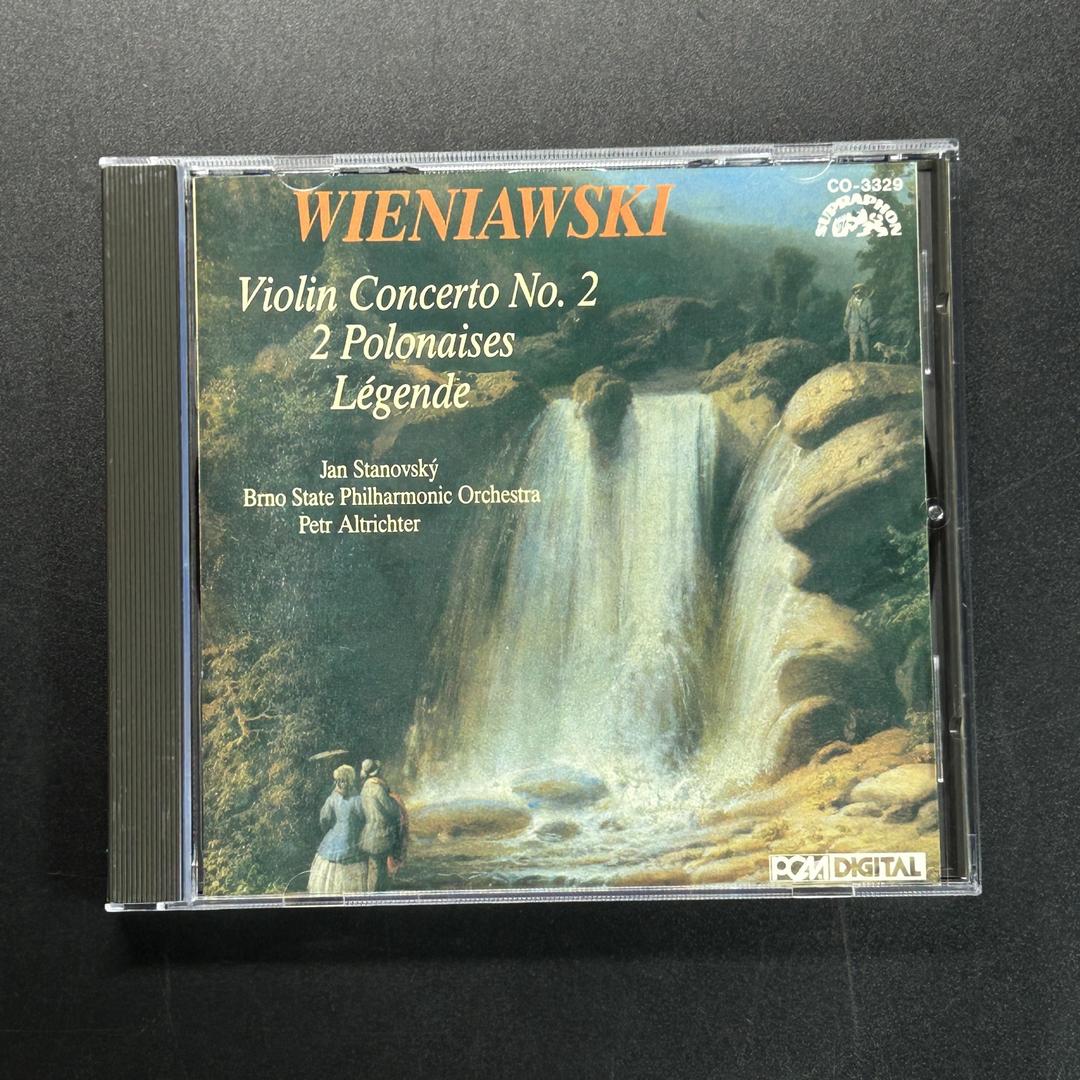 WIENIAWSKI
CO-3329
SUPRAPHON
Violin Concerto No. 2
2 Polonaises
Légende
Jan Stanovský
Brno State Philharmonic Orchestra
Petr Altrichter
PCM DIGITAL